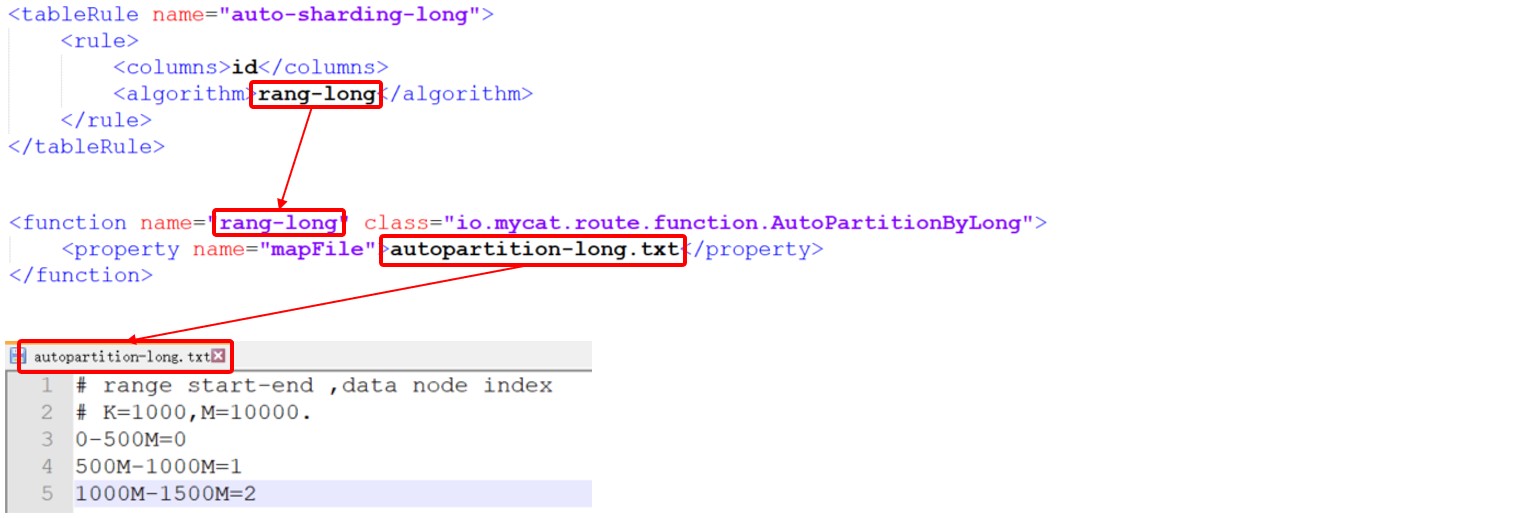 <tableRule name="auto-sharding-long">
<rule>
<columns>id</columns>
<algorithm>rang-long</algorithm>
</rule>
</tableRule>
<function name="rang-long" class="io.mycat.route.function.AutoPartitionByLong">
<property name="mapFile">autopartition-long.txt</property>
</function>
autopartition-long.txt
1 # range start-end ,data node index
2 # K=1000,M=10000.
3 0-500M=0
4 500M-1000M=1
5 1000M-1500M=2